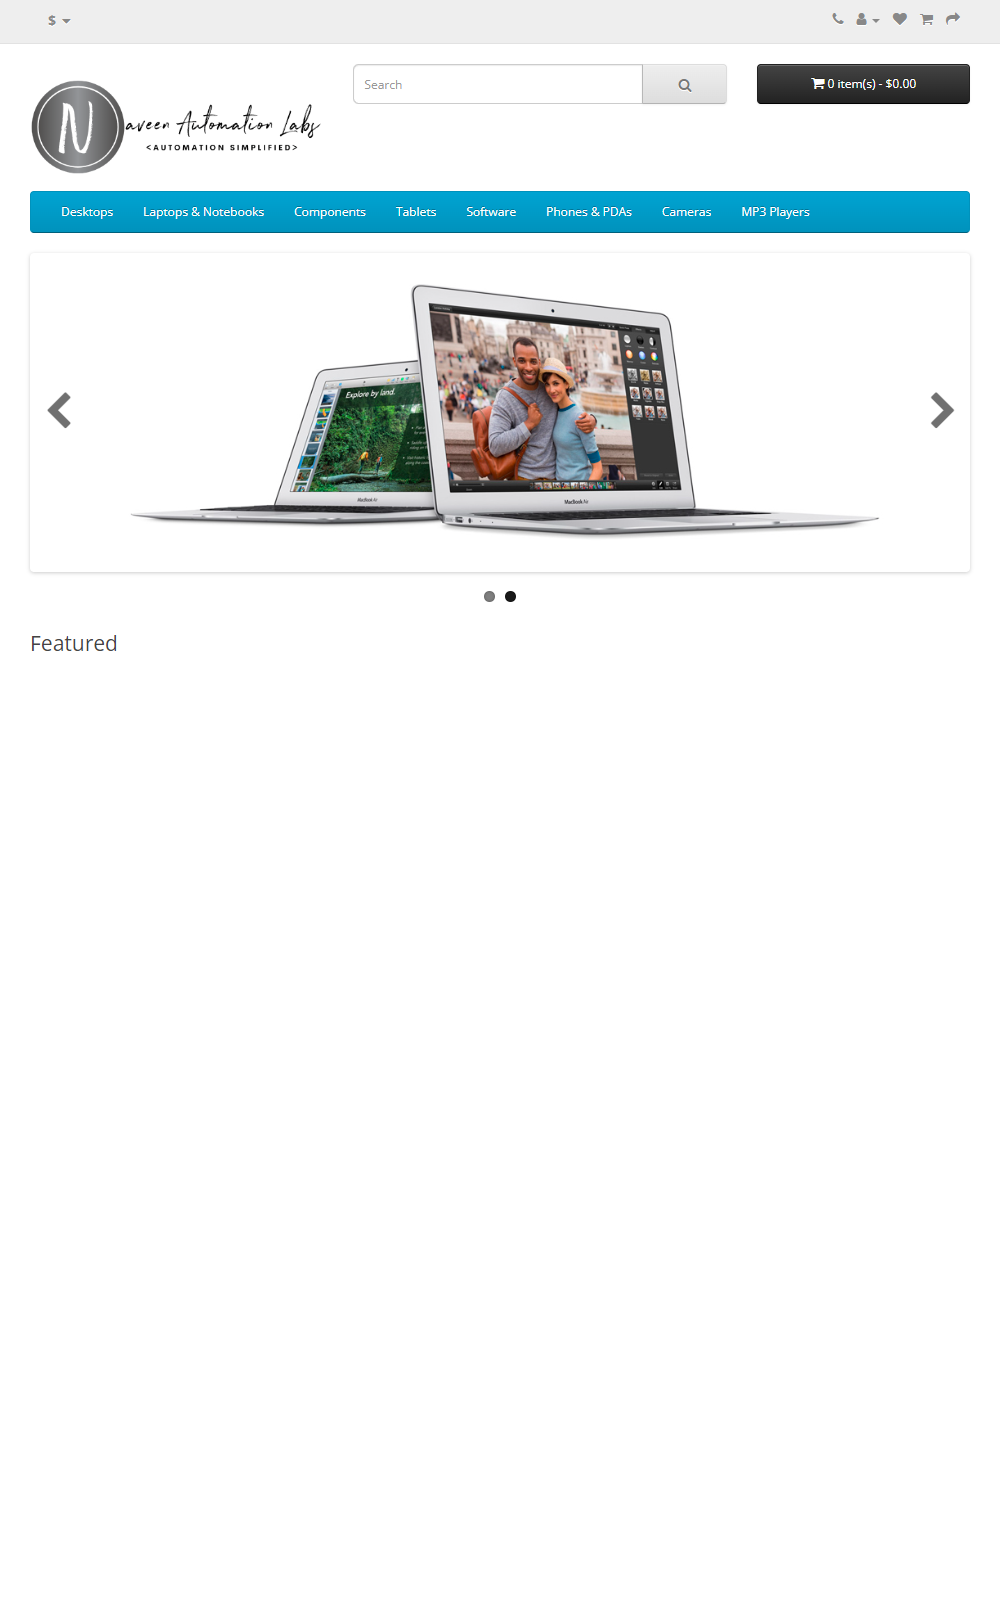 $
Search
0 item(s) - $0.00
N
aveen Automation Labs
<AUTOMATION SIMPLIFIED>
Desktops
Laptops & Notebooks
Components
Tablets
Software
Phones & PDAs
Cameras
MP3 Players
Explore by land.
MacBook Air
MacBook Air
Featured